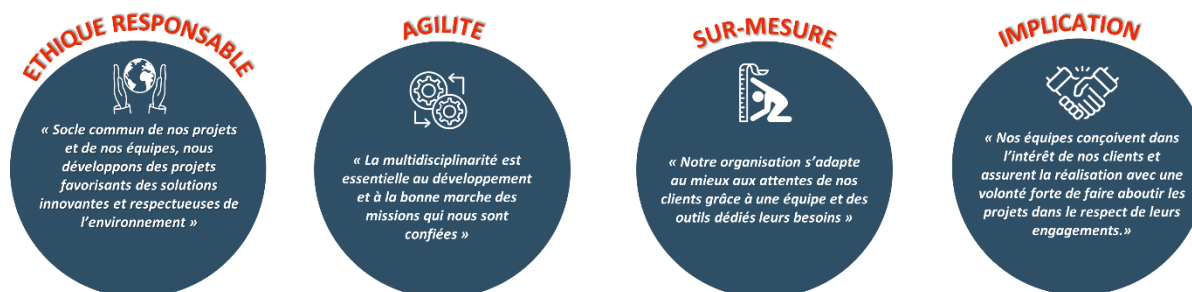 ETHIQUE RESPONSABLE
« Socle commun de nos projets
et de nos équipes, nous
développons des projets
favorisants des solutions
innovantes et respectueuses de
l’environnement »
AGILITE
« La multidisciplinarité est
essentielle au développement
et à la bonne marche des
missions qui nous sont
confiées »
SUR-MESURE
« Notre organisation s’adapte
au mieux aux attentes de nos
clients grâce à une équipe et des
outils dédiés leurs besoins »
IMPLICATION
« Nos équipes conçoivent dans
l’intérêt de nos clients et
assurent la réalisation avec une
volonté forte de faire aboutir les
projets dans le respect de leurs
engagements.»